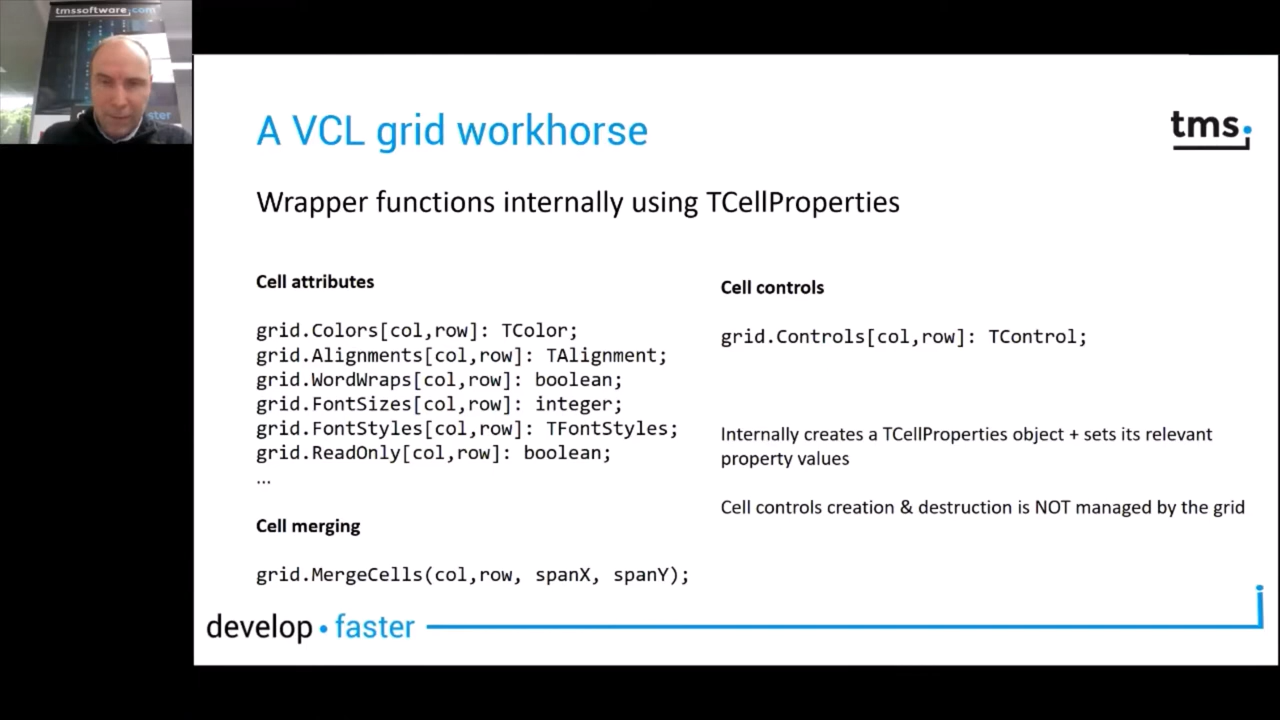 tmssoftware.com
ster
A VCL grid workhorse
tms.
Wrapper functions internally using TCellProperties
Cell attributes
grid.Colors[col,row]: TColor;
grid.Alignments[col,row]: TAlignment;
grid.WordWraps[col,row]: boolean;
grid.FontSizes[col,row]: integer;
grid.FontStyles[col,row]: TFontStyles;
grid.ReadOnly[col,row]: boolean;
...
Cell merging
grid.MergeCells(col,row, spanX, spanY);
Cell controls
grid.Controls[col,row]: TControl;
Internally creates a TCellProperties object + sets its relevant
property values
Cell controls creation & destruction is NOT managed by the grid
develop • faster